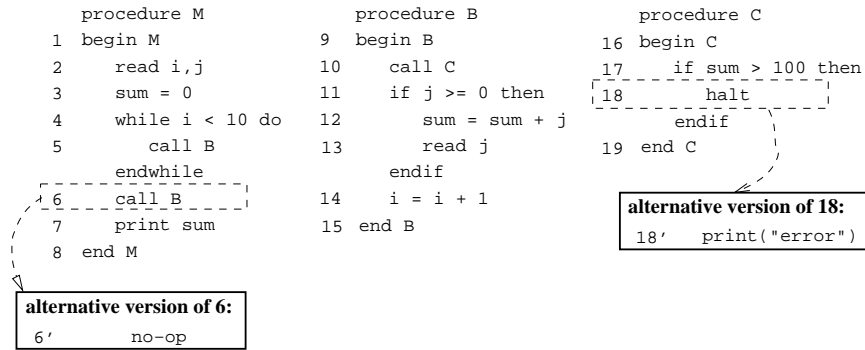 procedure M
1 begin M
2 read i,j
3 sum = 0
4 while i < 10 do
5 call B
endwhile
6 call B
7 print sum
8 end M
alternative version of 6:
6′ no-op
procedure B
9 begin B
10 call C
11 if j >= 0 then
12 sum = sum + j
13 read j
endif
14 i = i + 1
15 end B
procedure C
16 begin C
17 if sum > 100 then
18 halt
endif
19 end C
alternative version of 18:
18′ print("error")